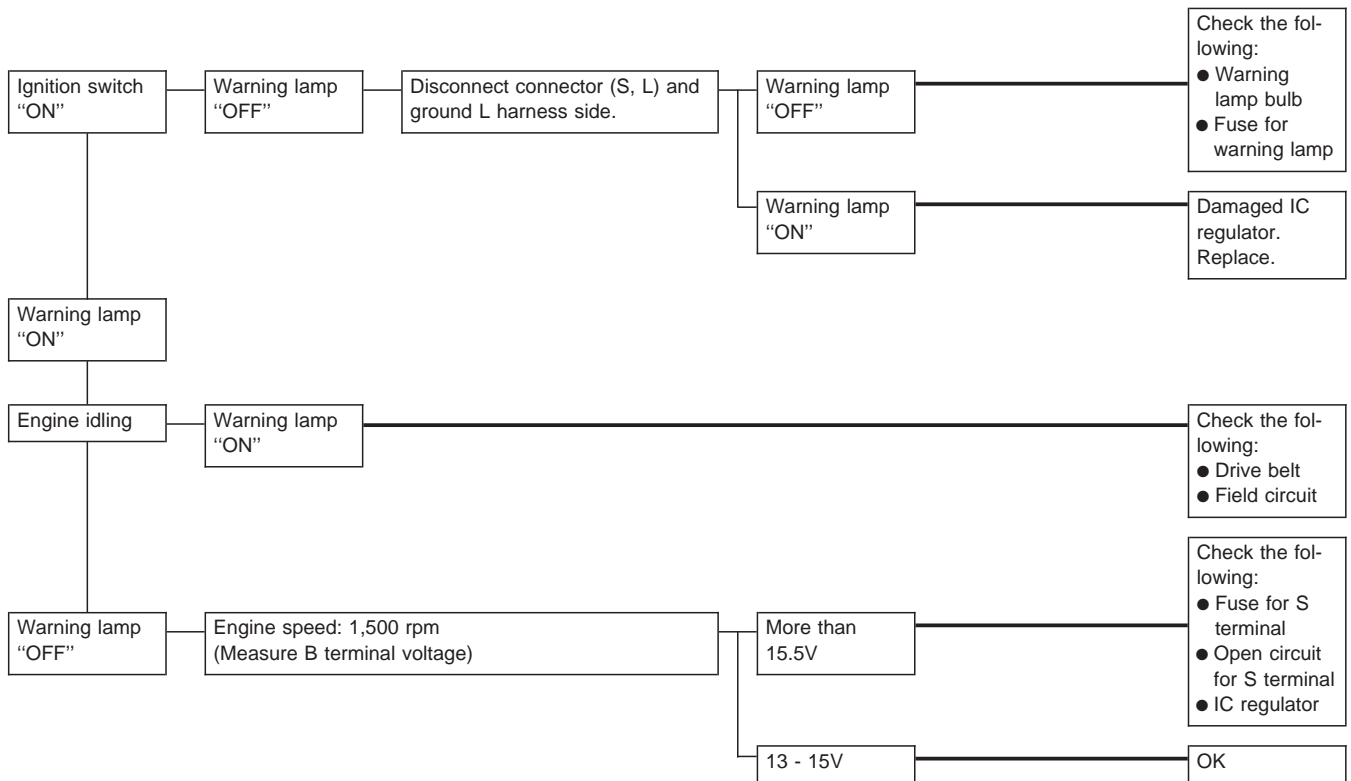 Ignition switch
“ON”
Warning lamp
“OFF”
Disconnect connector (S, L) and
ground L harness side.
Warning lamp
“OFF”
Check the fol-
lowing:
● Warning
lamp bulb
● Fuse for
warning lamp
Warning lamp
“ON”
Damaged IC
regulator.
Replace.
Warning lamp
“ON”
Engine idling
Warning lamp
“ON”
Check the fol-
lowing:
● Drive belt
● Field circuit
Warning lamp
“OFF”
Engine speed: 1,500 rpm
(Measure B terminal voltage)
More than
15.5V
Check the fol-
lowing:
● Fuse for S
terminal
● Open circuit
for S terminal
● IC regulator
13 - 15V
OK